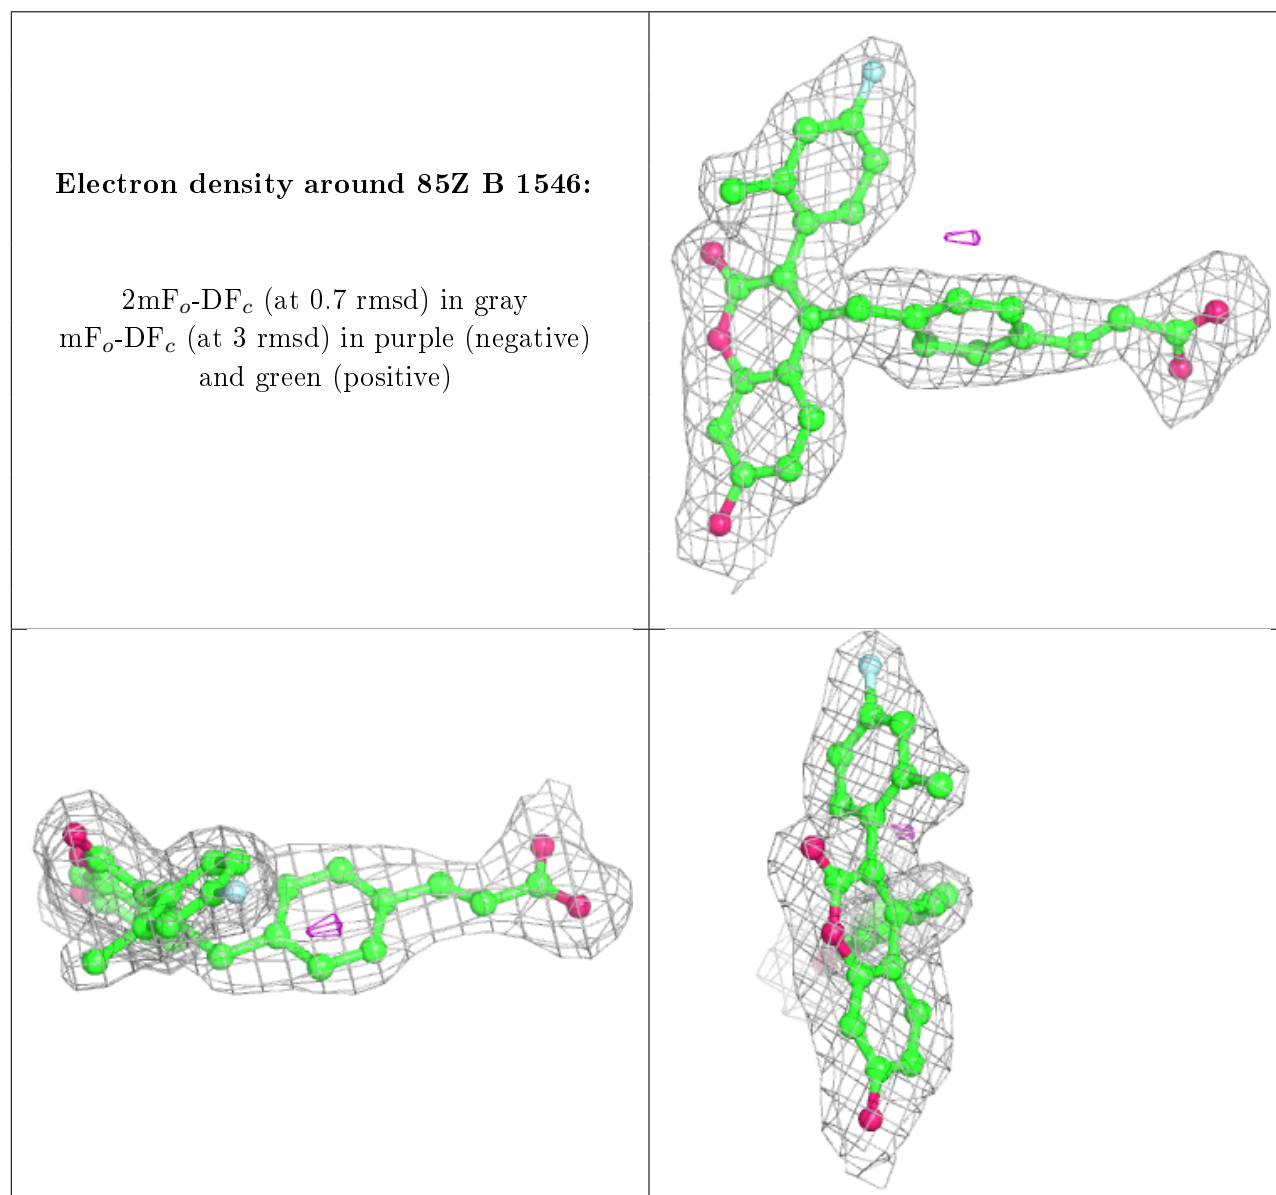 Electron density around 85Z B 1546:
2mFₒ-DF𝒸 (at 0.7 rmsd) in gray
mFₒ-DF𝒸 (at 3 rmsd) in purple (negative)
and green (positive)